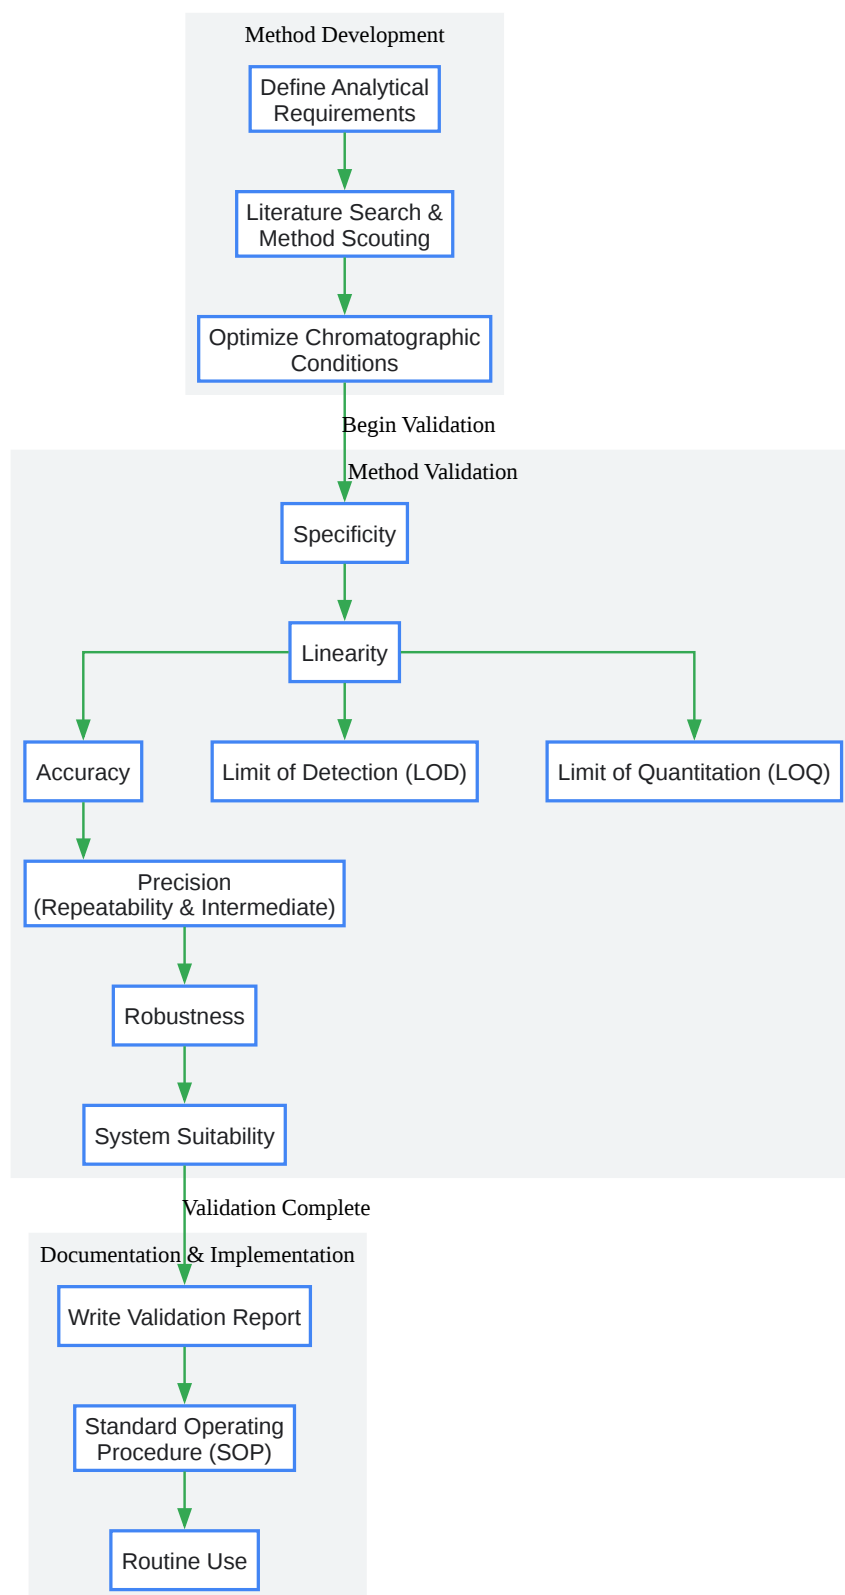 Method Development
Define Analytical
Requirements
Literature Search &
Method Scouting
Optimize Chromatographic
Conditions
Begin Validation
Method Validation
Specificity
Linearity
Accuracy
Limit of Detection (LOD)
Limit of Quantitation (LOQ)
Precision
(Repeatability & Intermediate)
Robustness
System Suitability
Validation Complete
Documentation & Implementation
Write Validation Report
Standard Operating
Procedure (SOP)
Routine Use